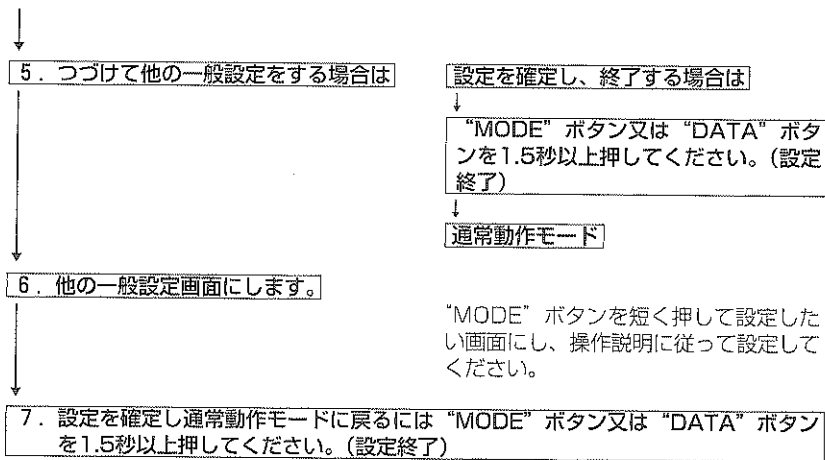 5．つづけて他の一般設定をする場合は
設定を確定し、終了する場合は
“MODE”ボタン又は“DATA”ボタ
ンを1.5秒以上押してください。(設定
終了)
通常動作モード
6．他の一般設定画面にします。
“MODE”ボタンを短く押して設定した
い画面にし、操作説明に従って設定して
ください。
7．設定を確定し通常動作モードに戻るには“MODE”ボタン又は“DATA”ボタン
を1.5秒以上押してください。(設定終了)